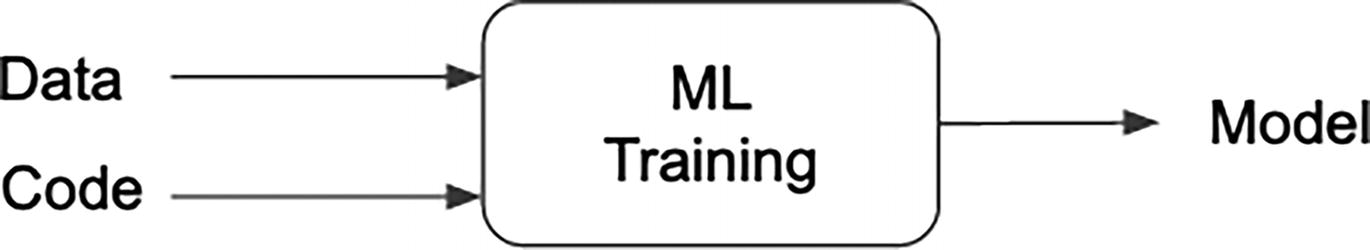 Data
Code
ML
Training
Model